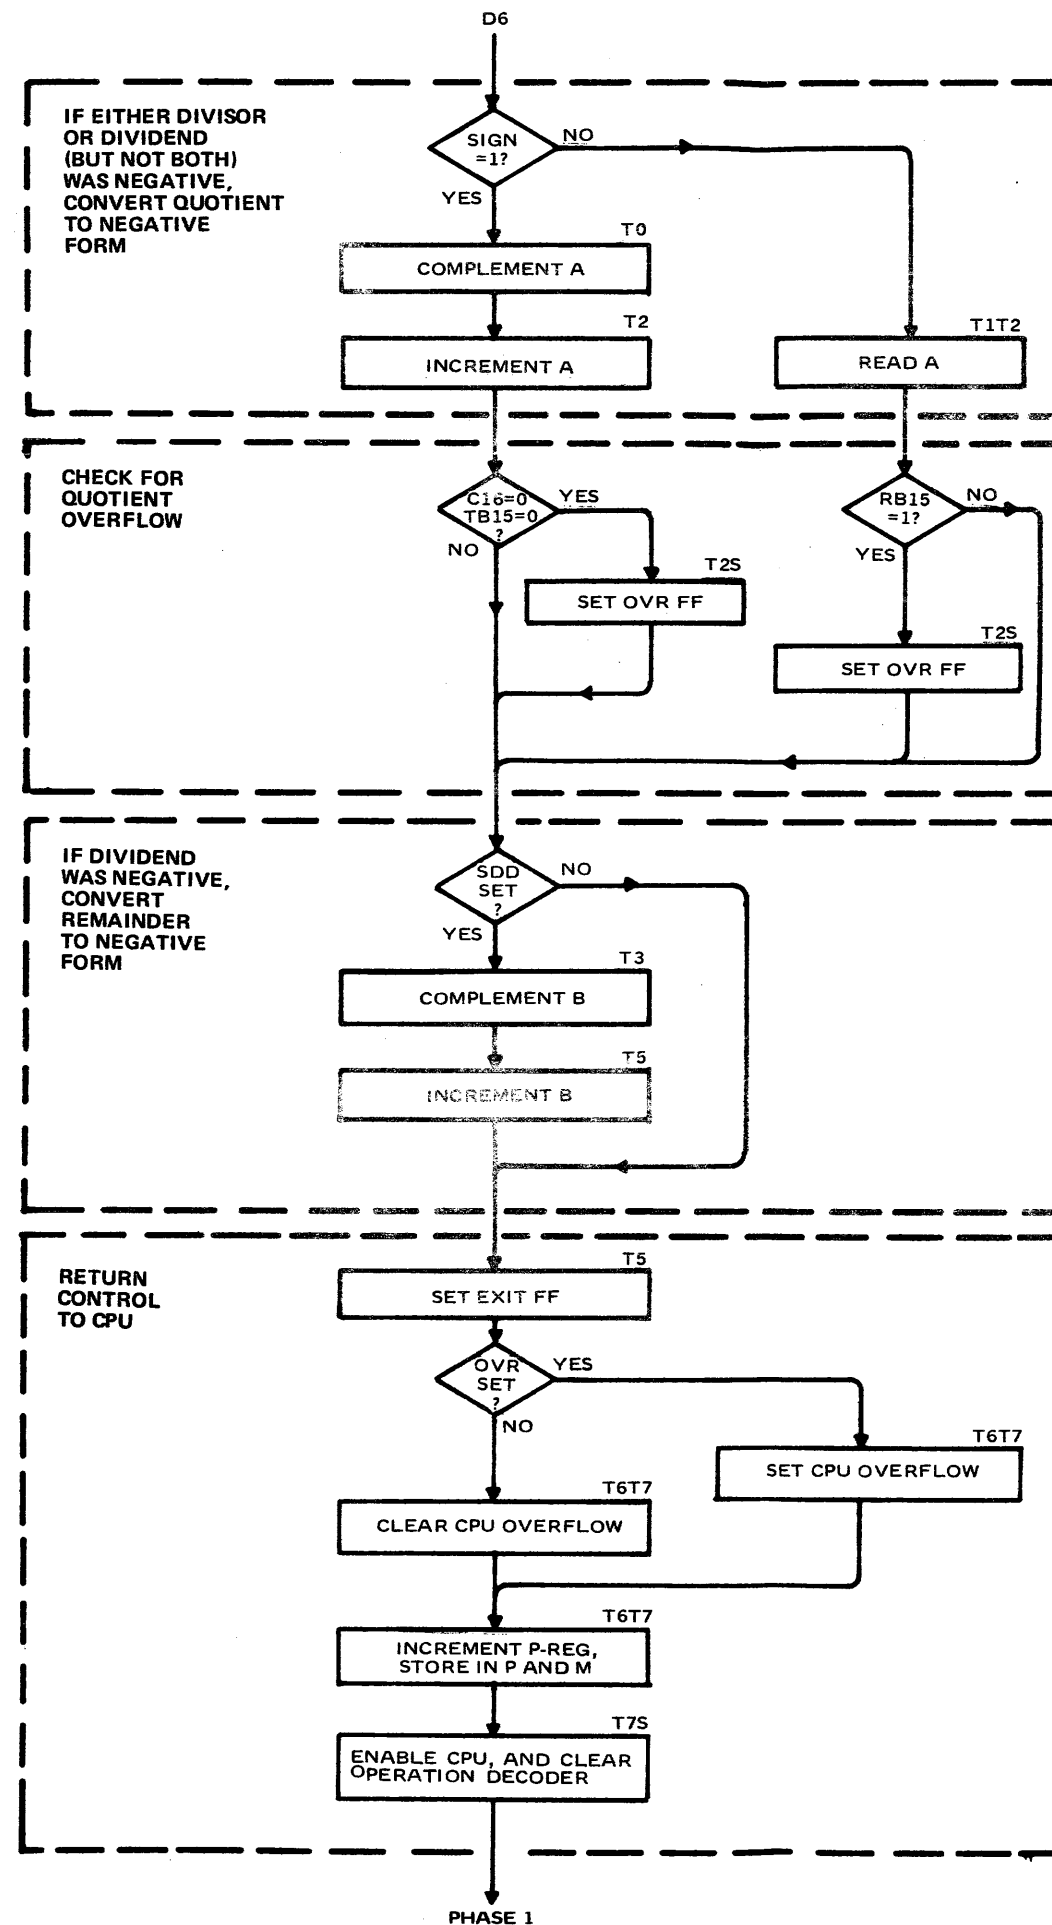 D6
IF EITHER DIVISOR
OR DIVIDEND
(BUT NOT BOTH)
WAS NEGATIVE,
CONVERT QUOTIENT
TO NEGATIVE
FORM
SIGN
=1?
NO
YES
T0
COMPLEMENT A
T2
INCREMENT A
T1T2
READ A
CHECK FOR
QUOTIENT
OVERFLOW
C16=0
TB15=0
?
YES
NO
T2S
SET OVR FF
RB15
=1?
NO
YES
T2S
SET OVR FF
IF DIVIDEND
WAS NEGATIVE,
CONVERT
REMAINDER
TO NEGATIVE
FORM
SDD
SET
?
NO
YES
T3
COMPLEMENT B
T5
INCREMENT B
RETURN
CONTROL
TO CPU
T5
SET EXIT FF
OVR
SET
?
YES
NO
T6T7
SET CPU OVERFLOW
T6T7
CLEAR CPU OVERFLOW
T6T7
INCREMENT P-REG,
STORE IN P AND M
T7S
ENABLE CPU, AND CLEAR
OPERATION DECODER
PHASE 1